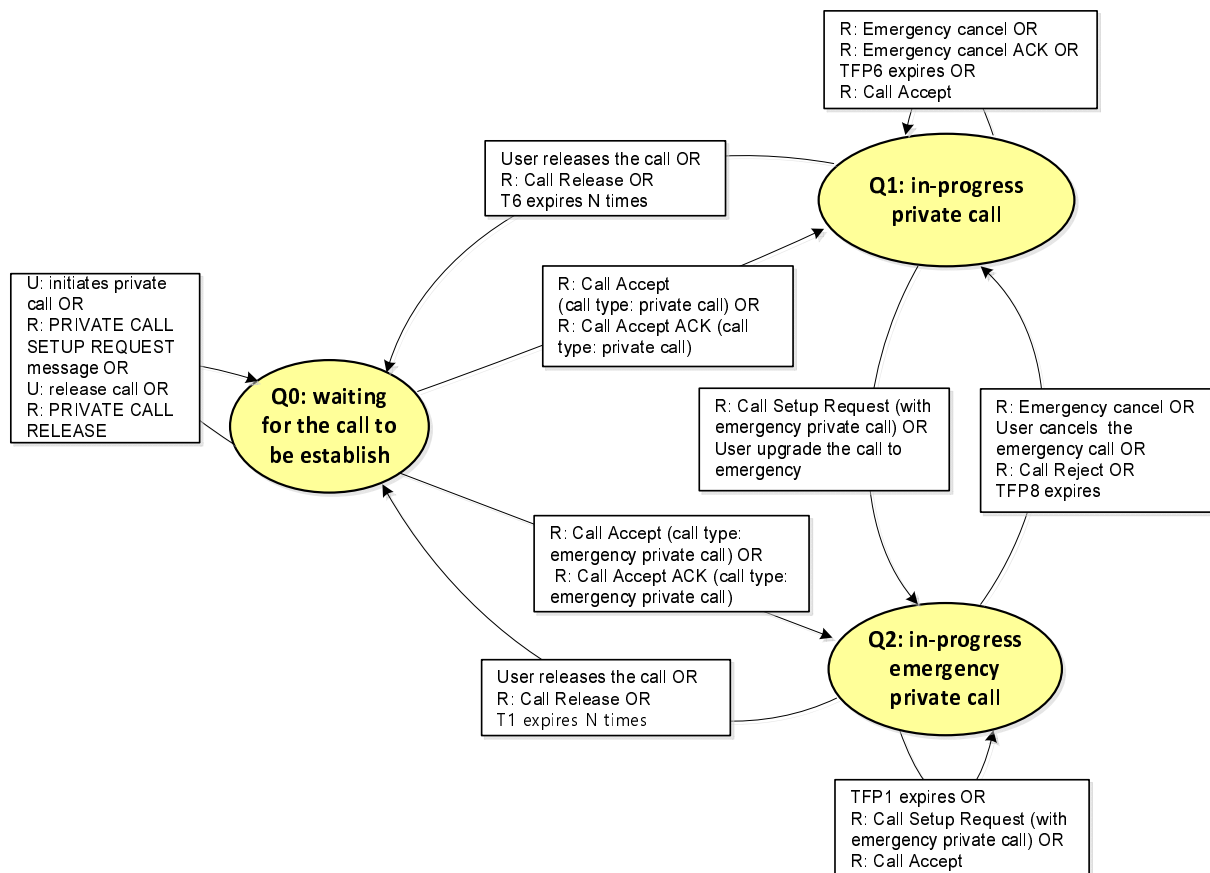 R: Emergency cancel OR
R: Emergency cancel ACK OR
TFP6 expires OR
R: Call Accept
User releases the call OR
R: Call Release OR
T6 expires N times
Q1: in-progress
private call
U: initiates private
call OR
R: PRIVATE CALL
SETUP REQUEST
message OR
U: release call OR
R: PRIVATE CALL
RELEASE
R: Call Accept
(call type: private call) OR
R: Call Accept ACK (call
type: private call)
Q0: waiting
for the call to
be establish
R: Call Setup Request (with
emergency private call) OR
User upgrade the call to
emergency
R: Emergency cancel OR
User cancels the
emergency call OR
R: Call Reject OR
TFP8 expires
R: Call Accept (call type:
emergency private call) OR
R: Call Accept ACK (call type:
emergency private call)
Q2: in-progress
emergency
private call
User releases the call OR
R: Call Release OR
T1 expires N times
TFP1 expires OR
R: Call Setup Request (with
emergency private call) OR
R: Call Accept